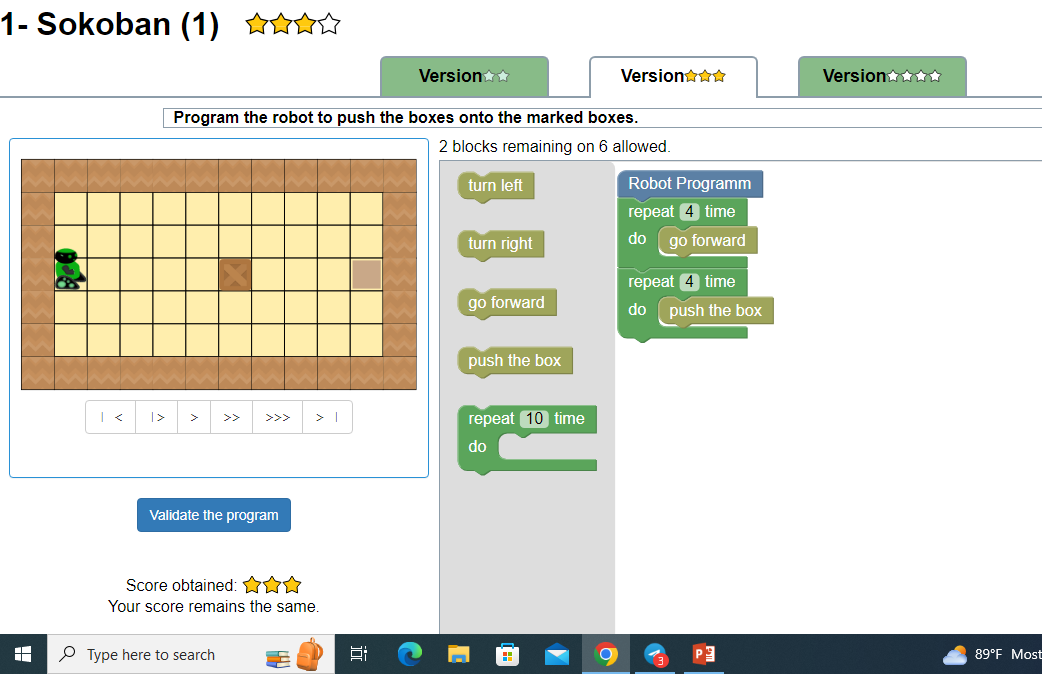 1- Sokoban (1)
Version
Version
Version
Program the robot to push the boxes onto the marked boxes.
2 blocks remaining on 6 allowed.
turn left
turn right
go forward
push the box
repeat 10 time
do
Robot Programm
repeat 4 time
do go forward
repeat 4 time
do push the box
| < | > > >> >>> > |
Validate the program
Score obtained:
Your score remains the same.
Type here to search
3
89°F Most